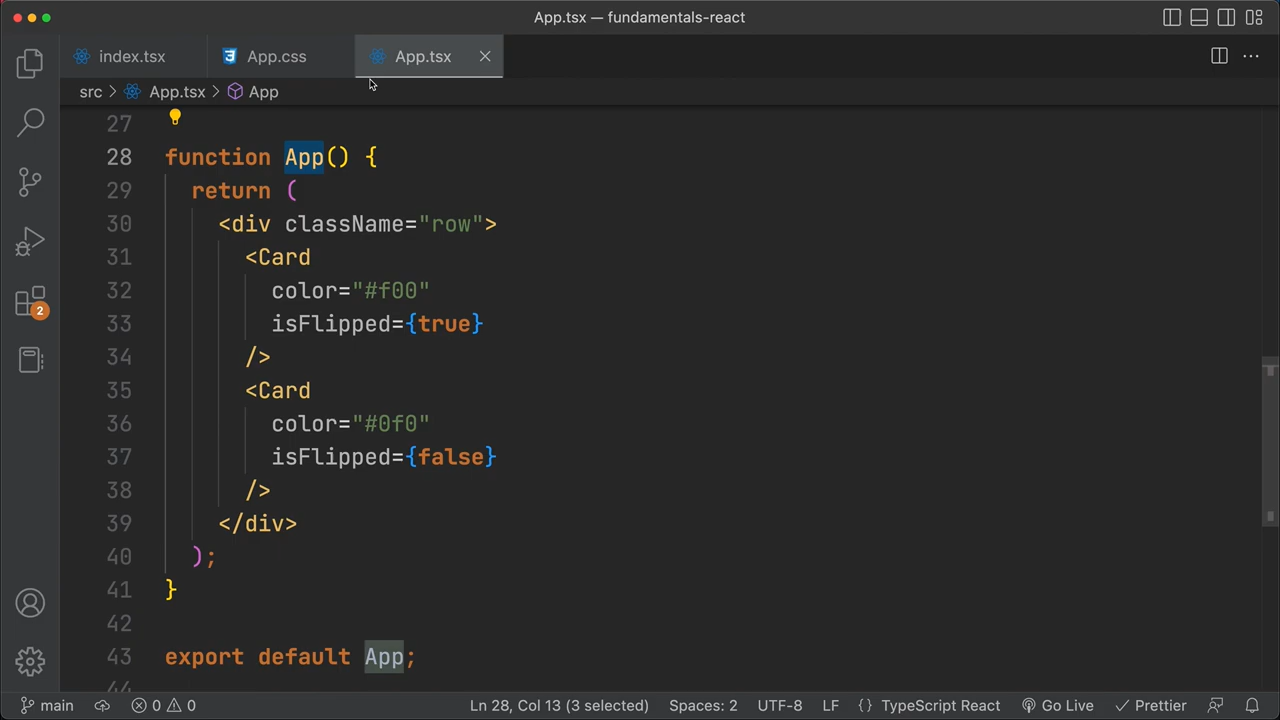 App.tsx — fundamentals-react
index.tsx App.css App.tsx
src > App.tsx > App
27
28 function App() {
29 return (
30 <div className="row">
31 <Card
32 color="#f00"
33 isFlipped={true}
34 />
35 <Card
36 color="#0f0"
37 isFlipped={false}
38 />
39 </div>
40 );
41 }
42
43 export default App;
44
2
main 0 0 Ln 28, Col 13 (3 selected) Spaces: 2 UTF-8 LF {} TypeScript React Go Live Prettier